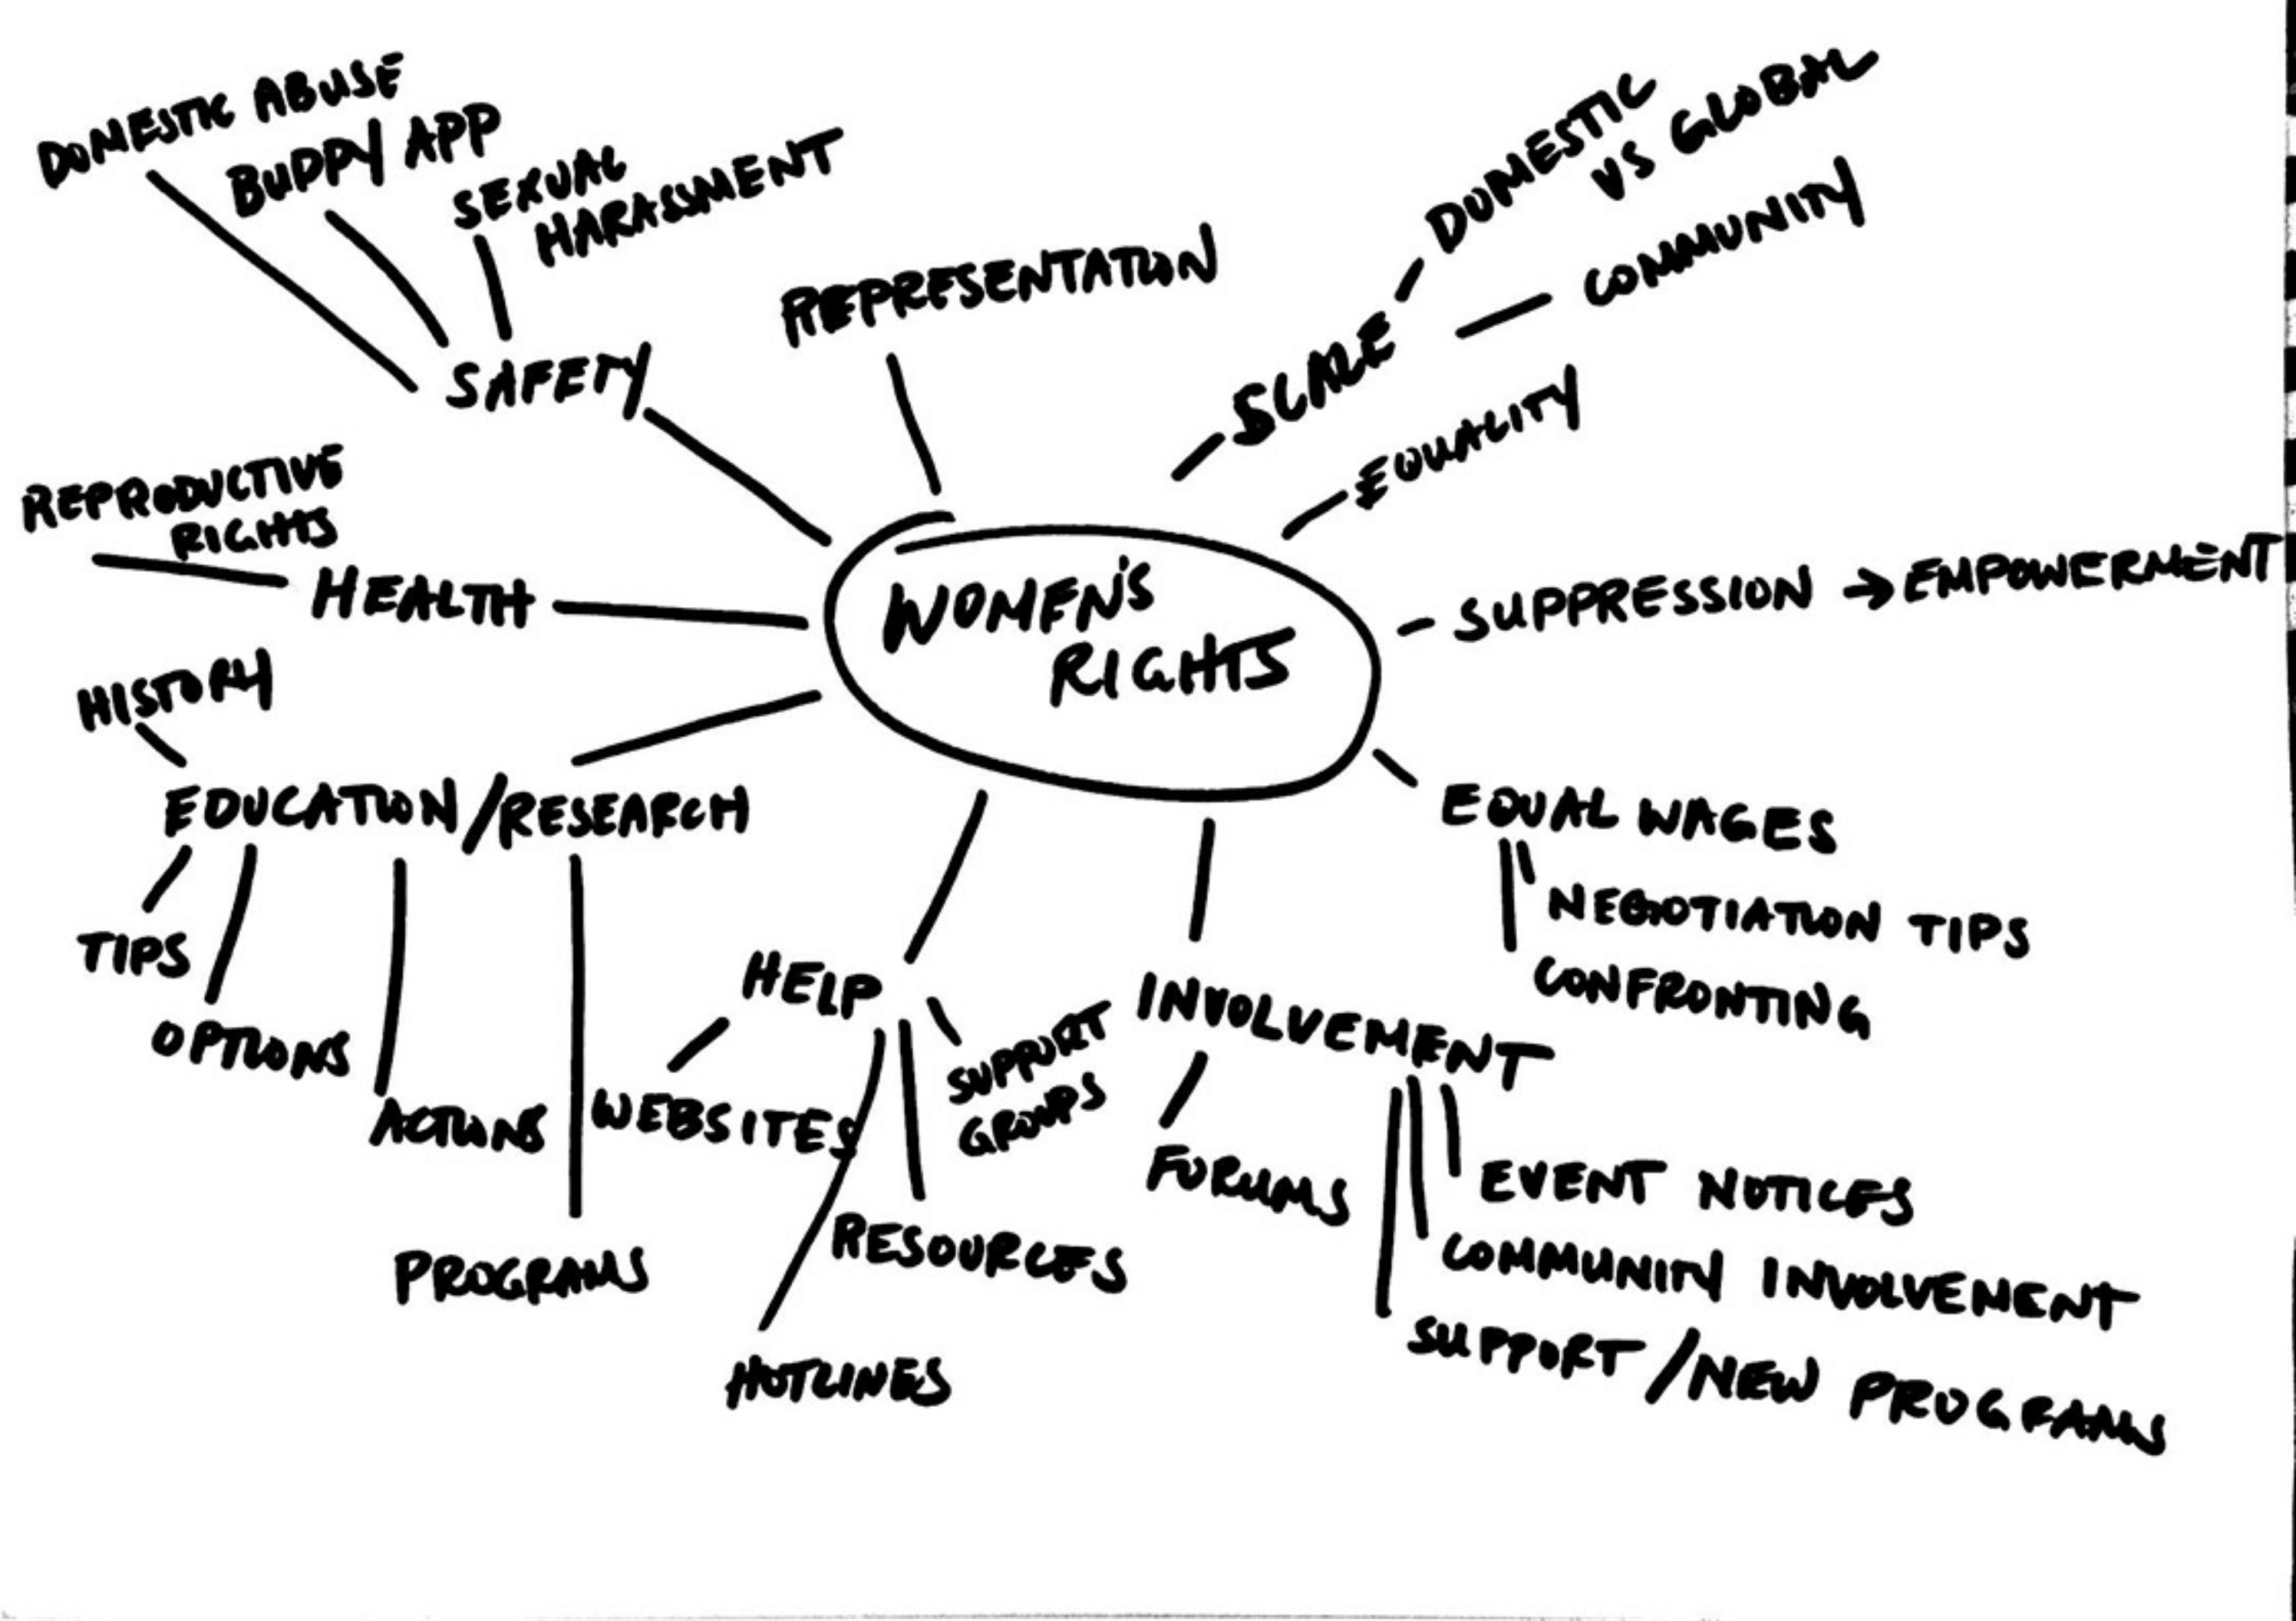 DOMESTIC ABUSE
BUDDY APP
SEXUAL
HARASSMENT
SAFETY
REPRESENTATION
SCALE
DOMESTIC
VS GLOBAL
COMMUNITY
EQUALITY
REPRODUCTIVE
RIGHTS
HEALTH
WOMEN'S
RIGHTS
SUPPRESSION → EMPOWERMENT
HISTORY
EDUCATION/RESEARCH
TIPS
OPTIONS
ACTIONS
PROGRAMS
HELP
WEBSITES
SUPPORT
GROUPS
RESOURCES
HOTLINES
INVOLVEMENT
FORUMS
EVENT NOTICES
COMMUNITY INVOLVEMENT
SUPPORT/NEW PROGRAMS
EQUAL WAGES
NEGOTIATION TIPS
CONFRONTING